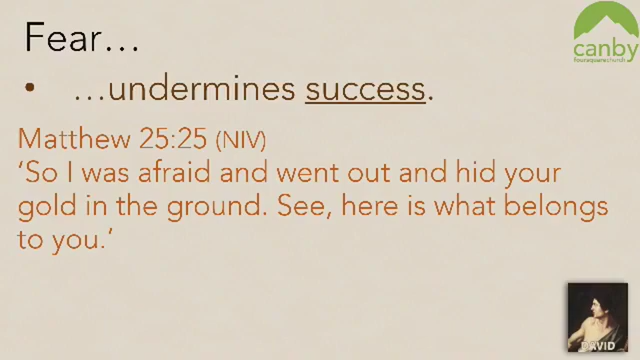 Fear...
canby
foursquarechurch
• ...undermines success.
Matthew 25:25 (NIV)
‘So I was afraid and went out and hid your
gold in the ground. See, here is what belongs
to you.’
DAVID